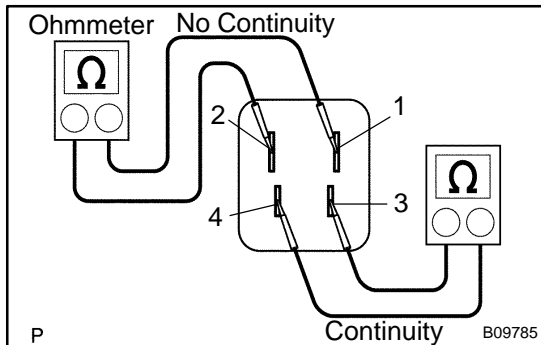 Ohmmeter
No Continuity
Ω
2
1
Ω
4
3
Continuity
P
B09785